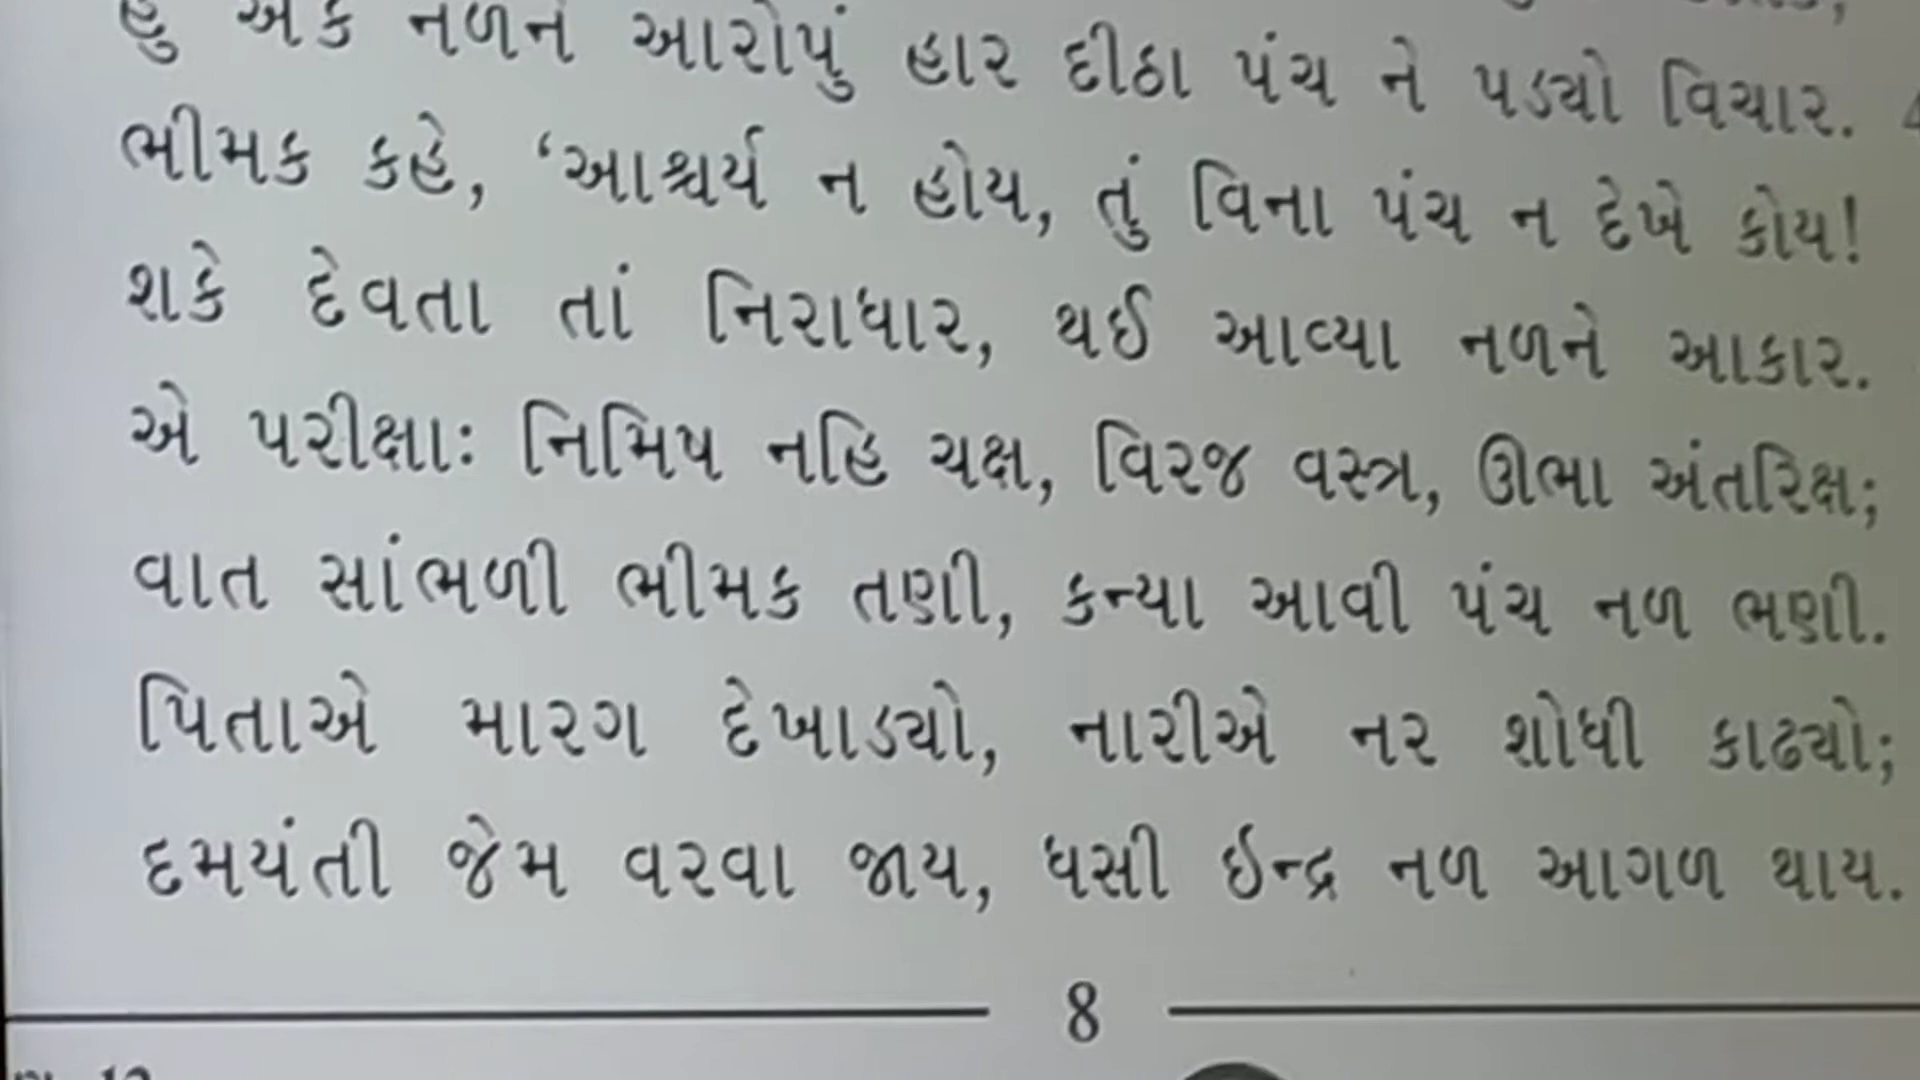 હું એક નળને આરોપું હાર દીઠા પંચ ને પડ્યો વિચાર.
ભીમક કહે, ‘આશ્ચર્ય ન હોય, તું વિના પંચ ન દેખે કોય!
શકે દેવતા તાં નિરાધાર, થઈ આવ્યા નળને આકાર.
એ પરીક્ષાઃ નિમિષ નહિ ચક્ષ, વિરજ વસ્ત્ર, ઊભા અંતરિક્ષ;
વાત સાંભળી ભીમક તણી, કન્યા આવી પંચ નળ ભણી.
પિતાએ મારગ દેખાડ્યો, નારીએ નર શોધી કાઢ્યો;
દમયંતી જેમ વરવા જાય, ધસી ઇન્દ્ર નળ આગળ થાય.
8